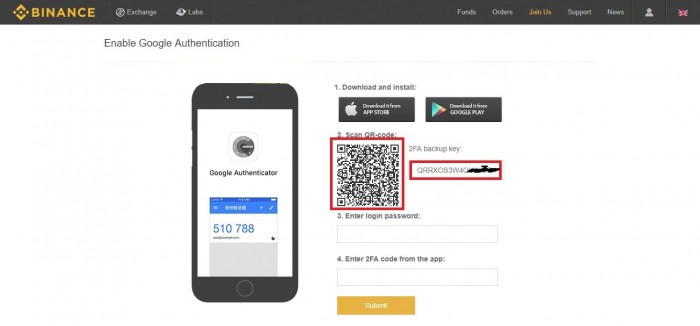 BINANCE Exchange Labs Funds Orders Join Us Support News
Enable Google Authentication
1. Download and install:
Download it from
APP STORE
Download it from
GOOGLE PLAY
2. Scan QR-code:
2FA backup key:
QRRXOS3W4
Google Authenticator
510 788
3. Enter login password:
4. Enter 2FA code from the app:
Submit